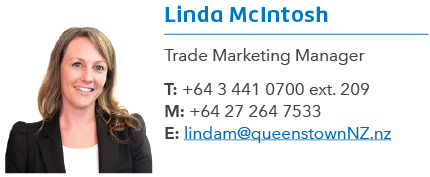 Linda McIntosh
Trade Marketing Manager
T: +64 3 441 0700 ext. 209
M: +64 27 264 7533
E: lindam@queenstownNZ.nz